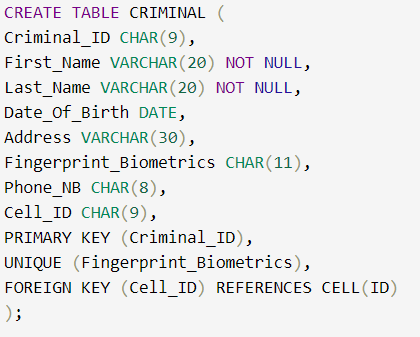 CREATE TABLE CRIMINAL (
Criminal_ID CHAR(9),
First_Name VARCHAR(20) NOT NULL,
Last_Name VARCHAR(20) NOT NULL,
Date_Of_Birth DATE,
Address VARCHAR(30),
Fingerprint_Biometrics CHAR(11),
Phone_NB CHAR(8),
Cell_ID CHAR(9),
PRIMARY KEY (Criminal_ID),
UNIQUE (Fingerprint_Biometrics),
FOREIGN KEY (Cell_ID) REFERENCES CELL(ID)
);